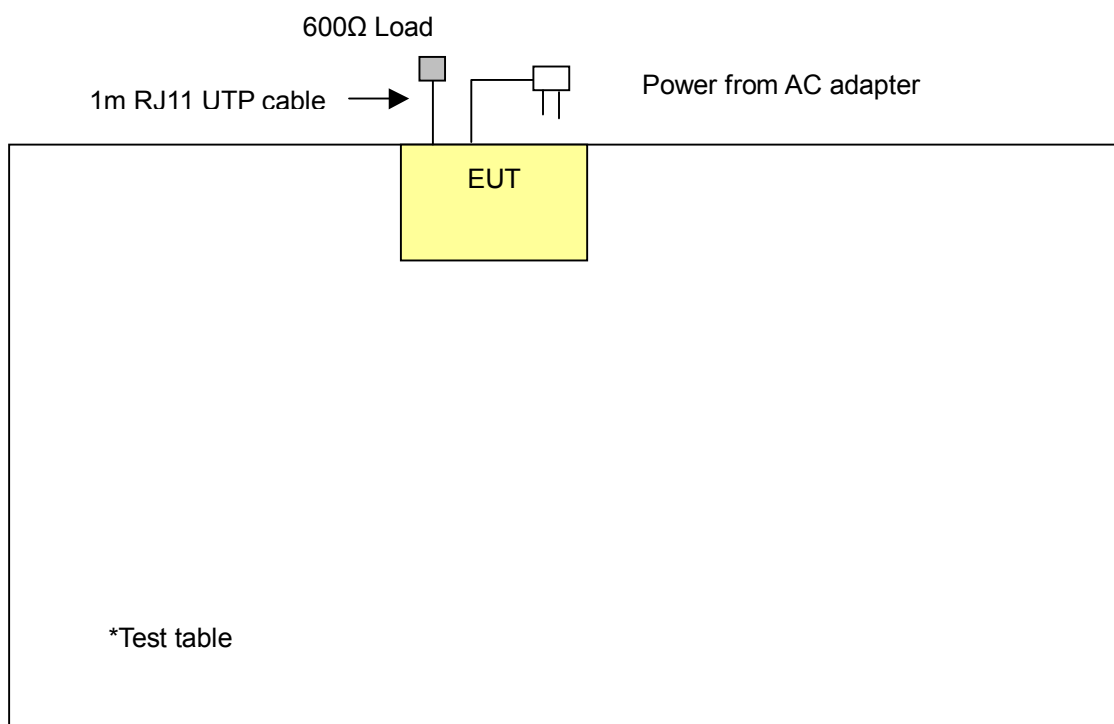 600Ω Load
Power from AC adapter
1m RJ11 UTP cable
EUT
*Test table